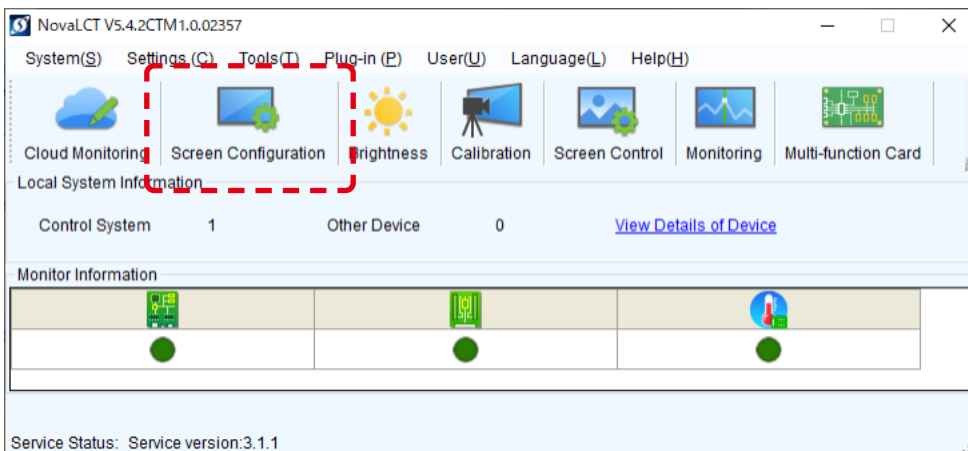 NovaLCT V5.4.2CTM1.0.02357
System(S) Settings (C) Tools(T) Plug-in (P) User(U) Language(L) Help(H)
Cloud Monitoring Screen Configuration Brightness Calibration Screen Control Monitoring Multi-function Card
Local System Information
Control System 1 Other Device 0 View Details of Device
Monitor Information
Service Status: Service version:3.1.1